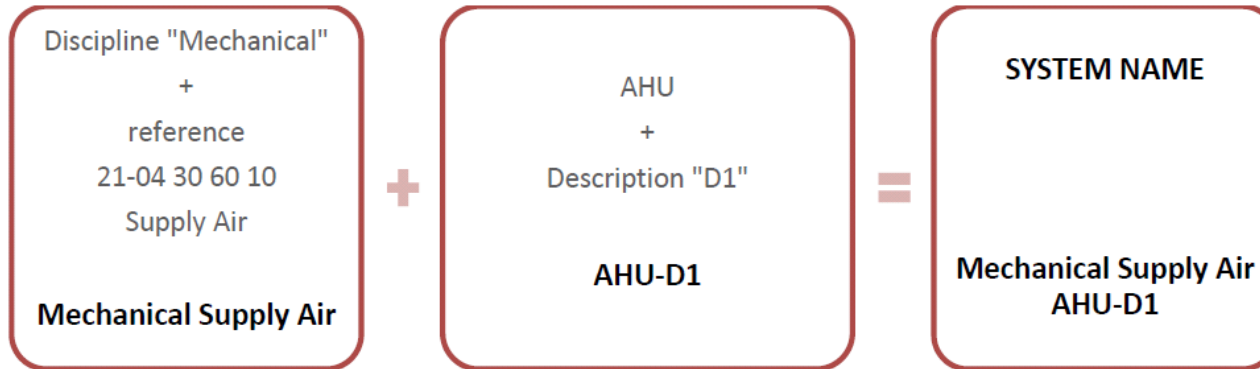 Discipline "Mechanical"
+
reference
21-04 30 60 10
Supply Air
Mechanical Supply Air
+
AHU
+
Description "D1"
AHU-D1
=
SYSTEM NAME
Mechanical Supply Air
AHU-D1